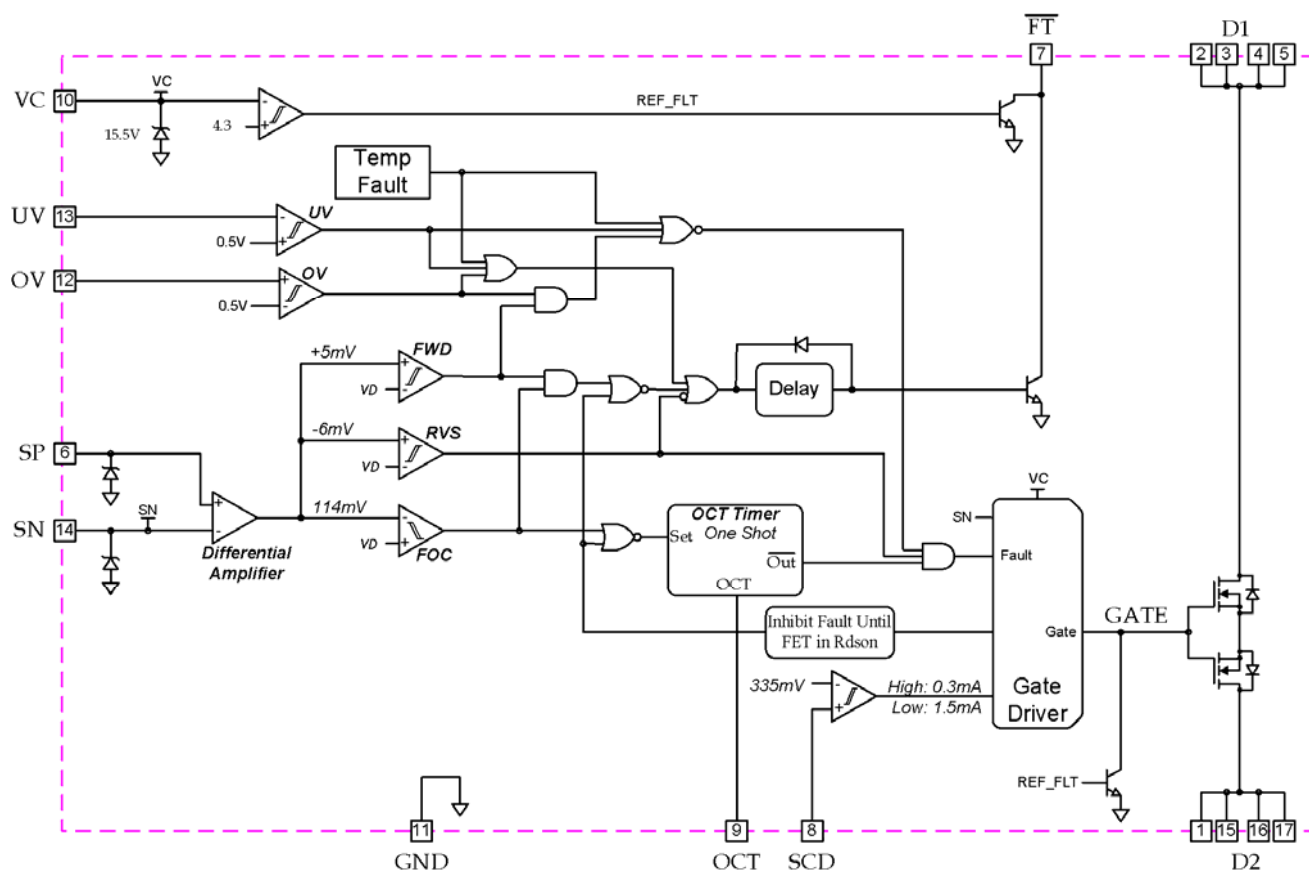 FT
D1
7
2
3
4
5
VC
10
VC
15.5V
-
+
4.3
REF_FLT
Temp
Fault
UV
13
-
+
UV
0.5V
OV
12
+
-
OV
0.5V
+5mV
+
-
FWD
VD
Delay
-6mV
+
-
RVS
VD
SP
6
SN
14
SN
+
-
Differential
Amplifier
114mV
-
+
VD
FOC
OCT Timer
One Shot
Set
Out
OCT
VC
SN
Fault
Gate
Gate
Driver
GATE
Inhibit Fault Until
FET in Rdson
335mV
-
+
High: 0.3mA
Low: 1.5mA
REF_FLT
11
9
8
1
15
16
17
GND
OCT
SCD
D2